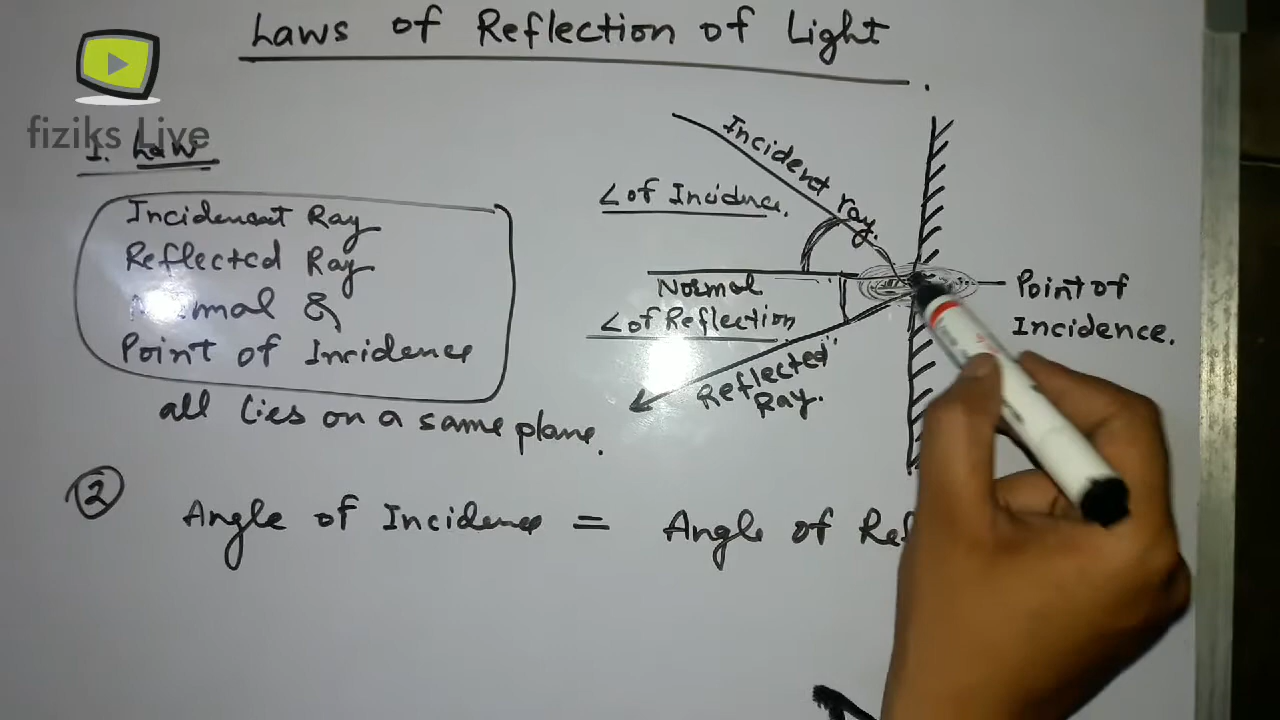 Laws of Reflection of Light
fiziks Live
1. Law
Incidenant Ray
Reflected Ray
Normal &
Point of Incidence
all Lies on a same plane.
Incident ray.
∠ of Incidnce.
Normal
∠ of Reflection
Reflected
Ray.
Point of
Incidence.
2
Angle of Incidence = Angle of Ref